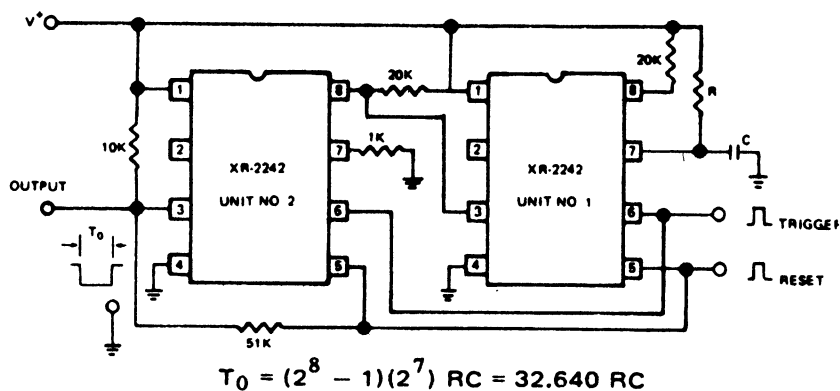 V+
20K
R
C
1
8
20K
1
8
10K
2
7
1K
2
7
XR-2242
UNIT NO 2
XR-2242
UNIT NO 1
OUTPUT
3
6
3
6
TRIGGER
T0
4
5
4
5
RESET
51K
T0 = (2^8 − 1)(2^7) RC = 32.640 RC